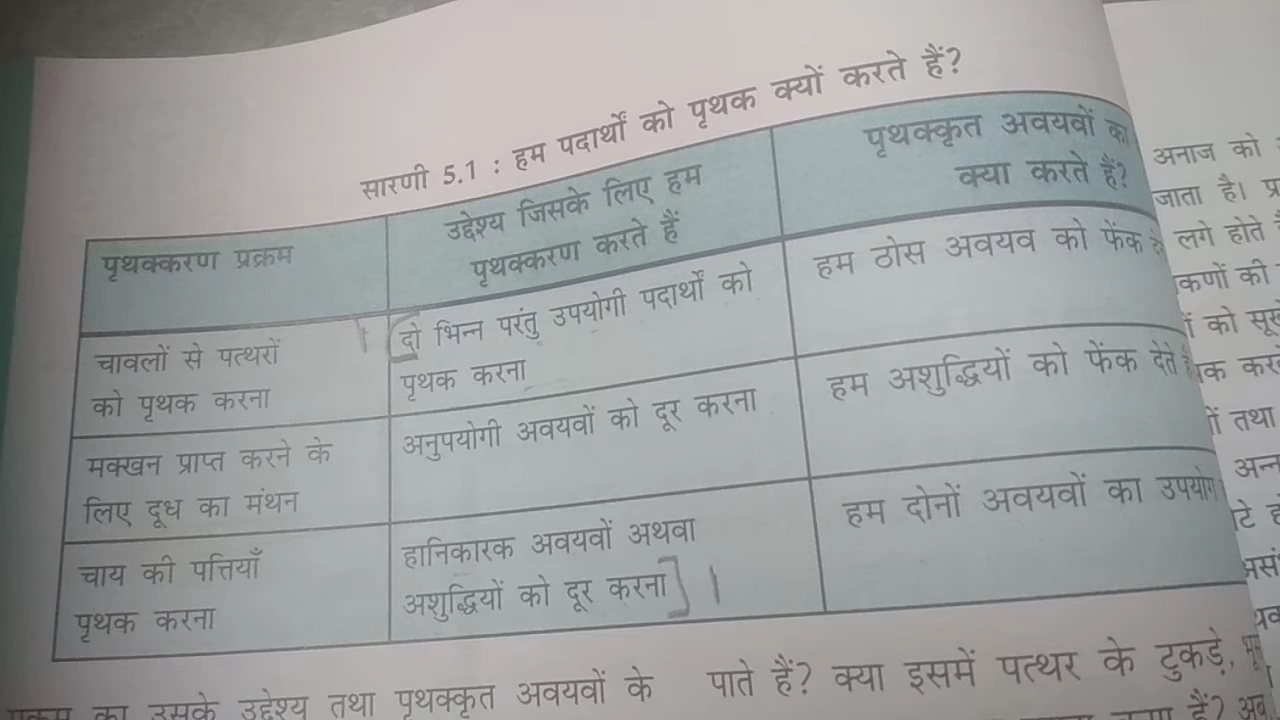 सारणी 5.1 : हम पदार्थों को पृथक क्यों करते हैं?
पृथक्करण प्रक्रम
उद्देश्य जिसके लिए हम
पृथक्करण करते हैं
पृथक्कृत अवयवों का
क्या करते हैं?
चावलों से पत्थरों
को पृथक करना
दो भिन्न परंतु उपयोगी पदार्थों को
पृथक करना
हम ठोस अवयव को फेंक
मक्खन प्राप्त करने के
लिए दूध का मंथन
अनुपयोगी अवयवों को दूर करना
हम अशुद्धियों को फेंक देते
चाय की पत्तियाँ
पृथक करना
हानिकारक अवयवों अथवा
अशुद्धियों को दूर करना
हम दोनों अवयवों का उपयोग
का उसके उद्देश्य तथा पृथक्कृत अवयवों के
पाते हैं? क्या इसमें पत्थर के टुकड़े,
हैं? अब
अनाज को
जाता है।
लगे होते
कणों की
को
तथा